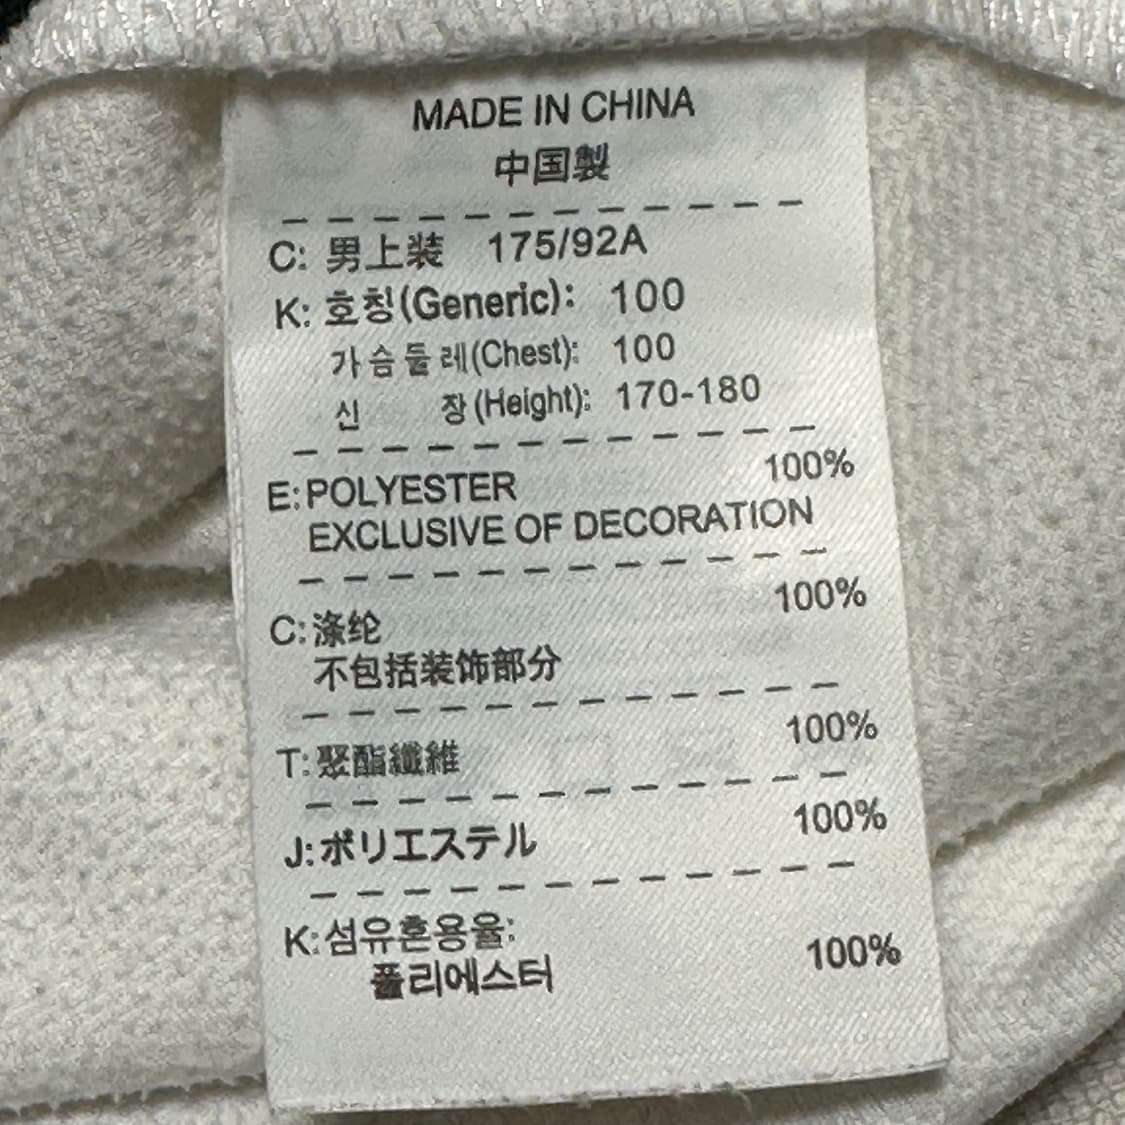 MADE IN CHINA
中国製
C: 男上装 175/92A
K: 호칭(Generic): 100
가슴둘레(Chest): 100
신 장(Height): 170-180
E: POLYESTER 100%
EXCLUSIVE OF DECORATION
C: 涤纶 100%
不包括装饰部分
T: 聚酯纖維 100%
J: ポリエステル 100%
K: 섬유혼용율:
폴리에스터 100%